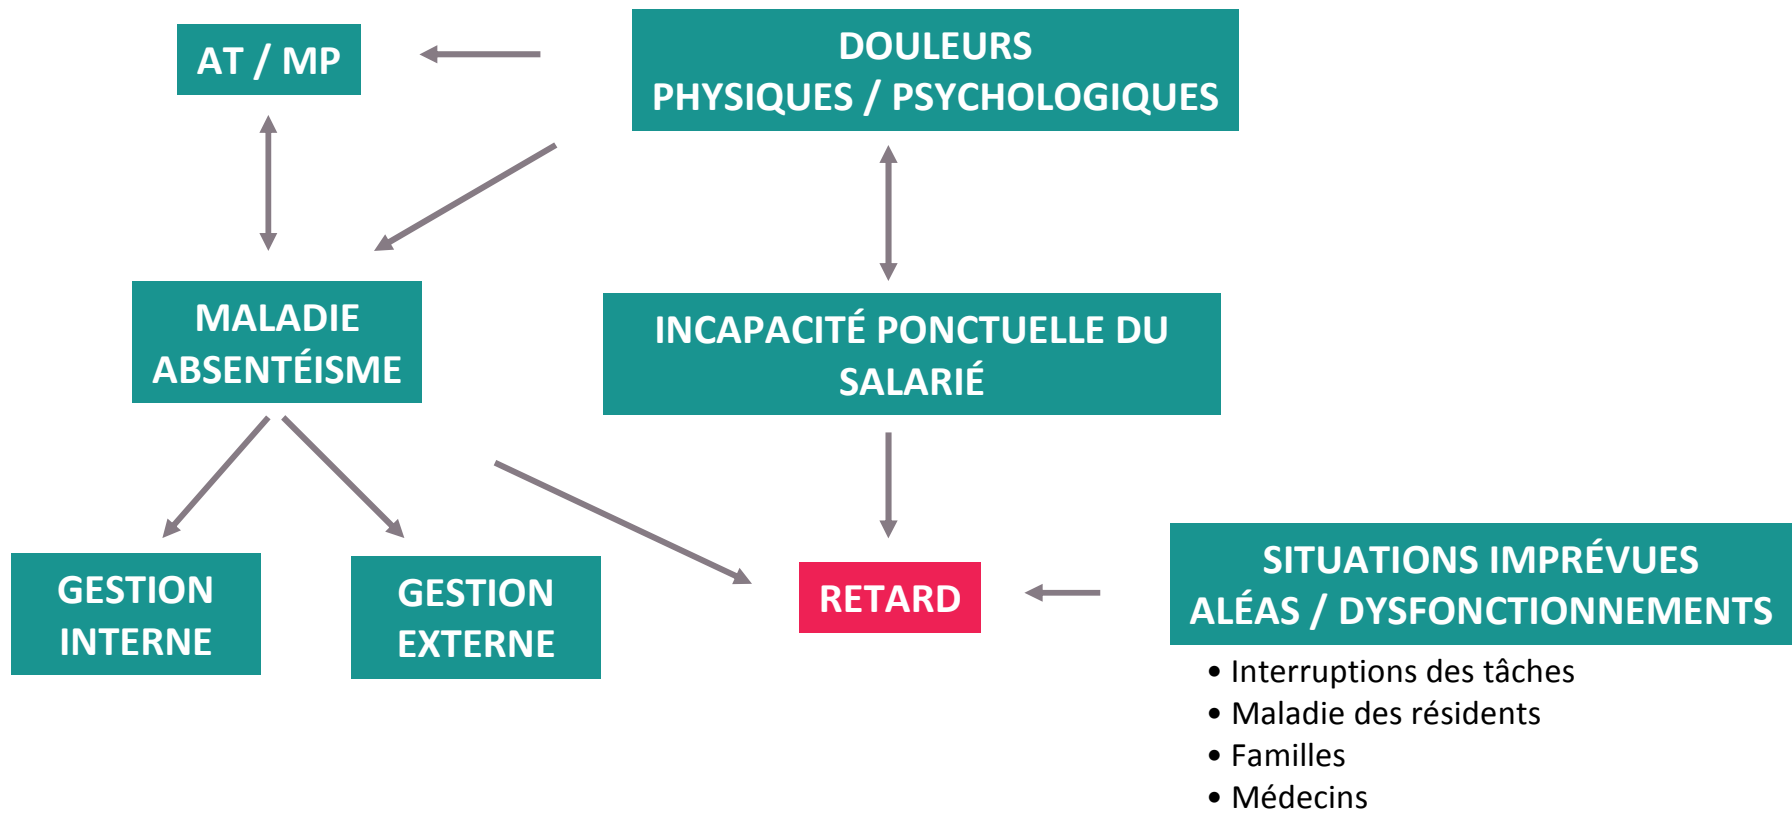 AT / MP
DOULEURS
PHYSIQUES / PSYCHOLOGIQUES
MALADIE
ABSENTÉISME
INCAPACITÉ PONCTUELLE DU
SALARIÉ
GESTION
INTERNE
GESTION
EXTERNE
RETARD
SITUATIONS IMPRÉVUES
ALÉAS / DYSFONCTIONNEMENTS
• Interruptions des tâches
• Maladie des résidents
• Familles
• Médecins